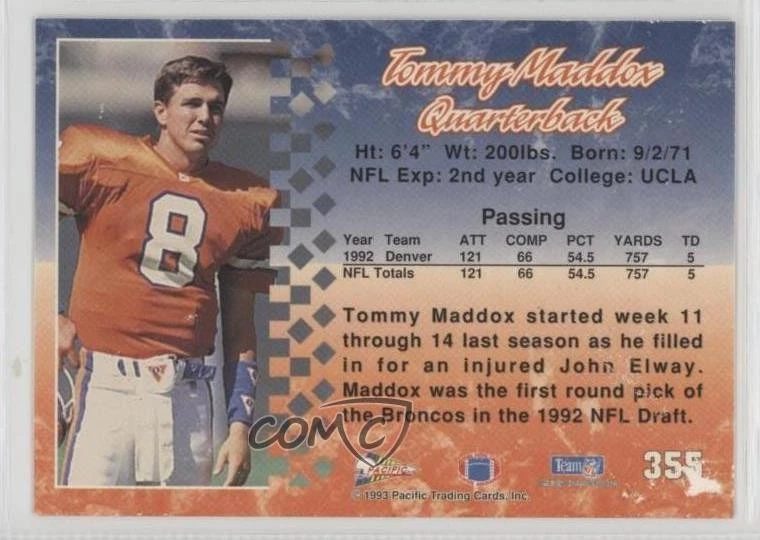 Tommy Maddox
Quarterback
Ht: 6'4" Wt: 200lbs. Born: 9/2/71
NFL Exp: 2nd year College: UCLA
Passing
Year Team ATT COMP PCT YARDS TD
1992 Denver 121 66 54.5 757 5
NFL Totals 121 66 54.5 757 5
Tommy Maddox started week 11
through 14 last season as he filled
in for an injured John Elway.
Maddox was the first round pick of
the Broncos in the 1992 NFL Draft.
8
COMC
PACIFIC
Team NFL
355
© 1993 Pacific Trading Cards, Inc.